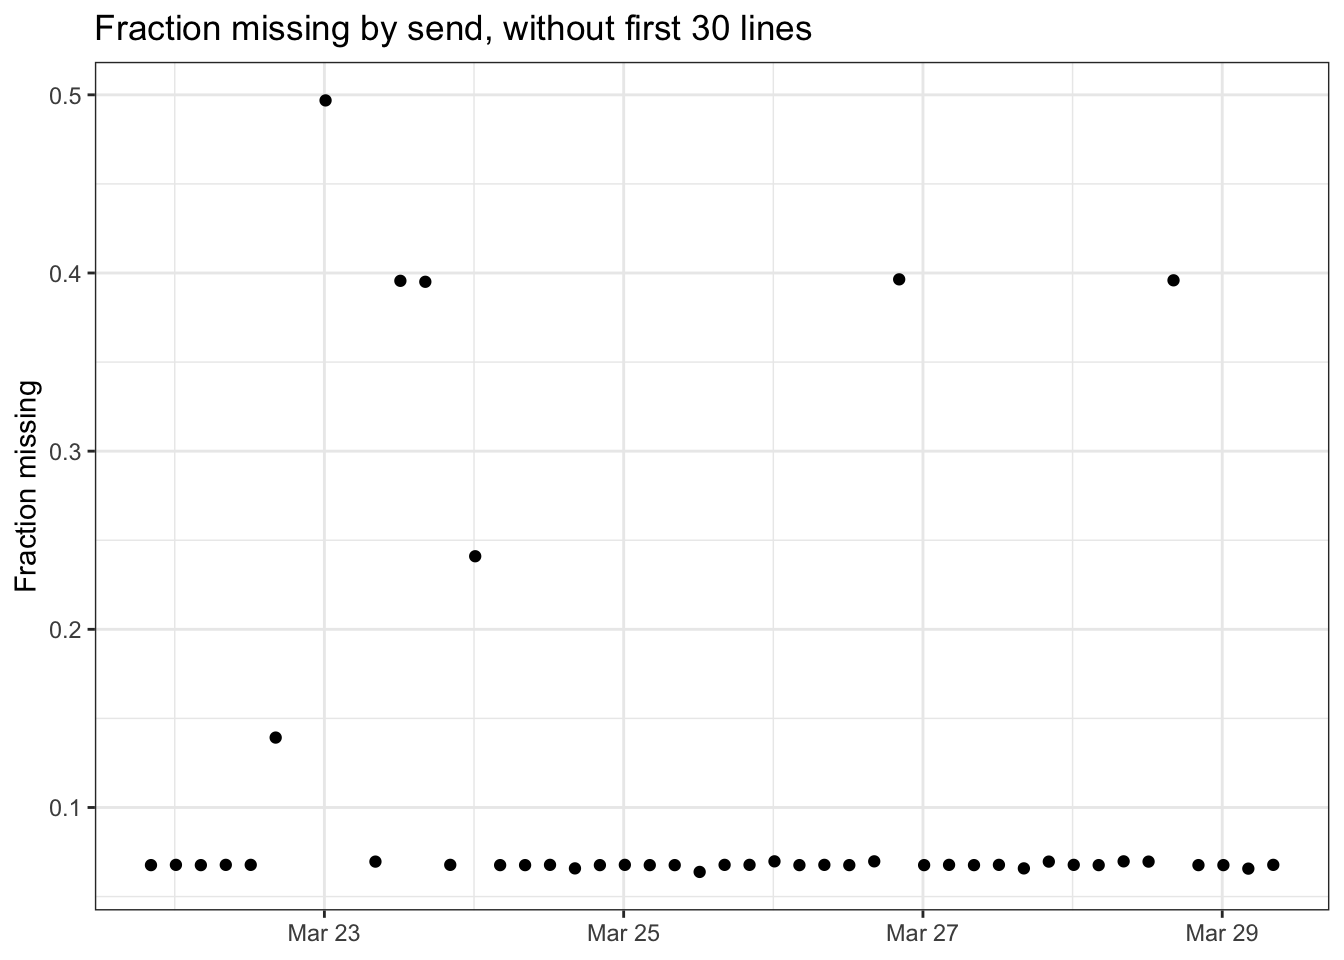 Fraction missing by send, without first 30 lines
Fraction missing
0.5
0.4
0.3
0.2
0.1
Mar 23
Mar 25
Mar 27
Mar 29